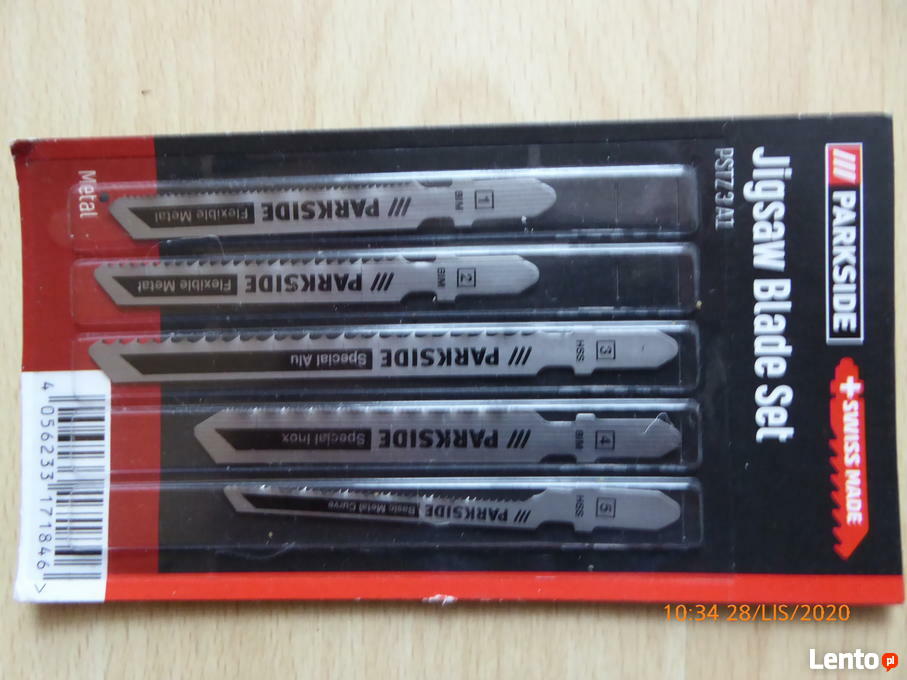 /// PARKSIDE
+ SWISS MADE
Jigsaw Blade Set
PSTZ 3 A1
1
BIM
/// PARKSIDE
Flexible Metal
2
BIM
/// PARKSIDE
Flexible Metal
3
HSS
/// PARKSIDE
Special Alu
4
BIM
/// PARKSIDE
Special Inox
5
HSS
/// PARKSIDE
Basic Metal Curve
Metal
4 056233 171846 >
10:34 28/LIS/2020
Lento pl